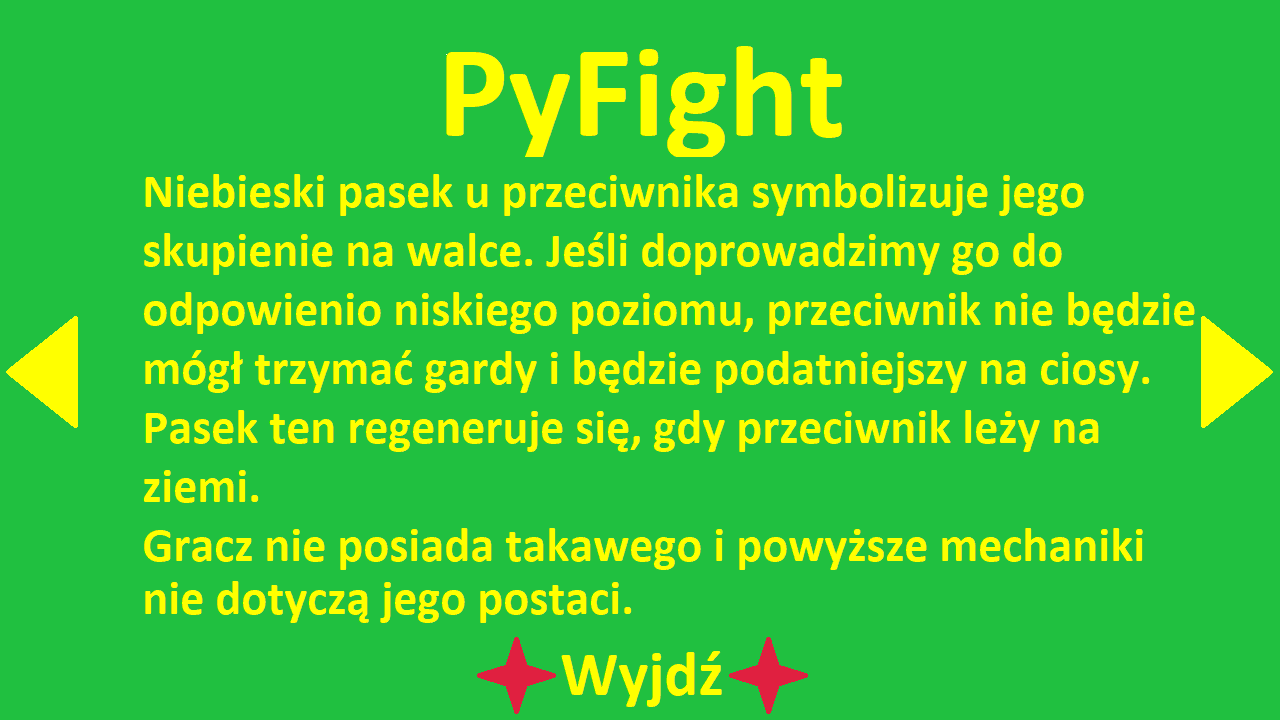 PyFight
Niebieski pasek u przeciwnika symbolizuje jego
skupienie na walce. Jeśli doprowadzimy go do
odpowienio niskiego poziomu, przeciwnik nie będzie
mógł trzymać gardy i będzie podatniejszy na ciosy.
Pasek ten regeneruje się, gdy przeciwnik leży na
ziemi.
Gracz nie posiada takawego i powyższe mechaniki
nie dotyczą jego postaci.
Wyjdź